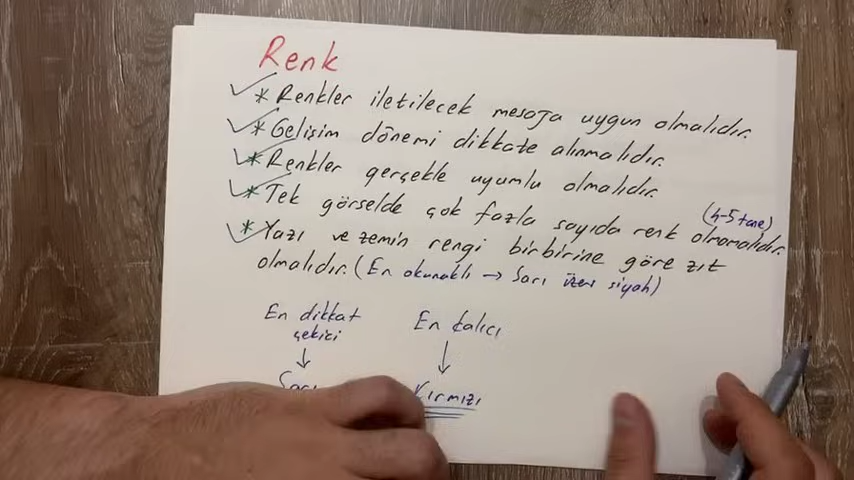 Renk
* Renkler iletilecek mesaja uygun olmalıdır.
* Gelişim dönemi dikkate alınmalıdır.
* Renkler gerçekle uyumlu olmalıdır.
* Tek görselde çok fazla sayıda renk olmamalıdır. (4-5 tane)
* Yazı ve zemin rengi birbirine göre zıt
olmalıdır. (En okunaklı → Sarı üzeri siyah)
En dikkat
çekici
↓
Sarı
En kalıcı
↓
Kırmızı